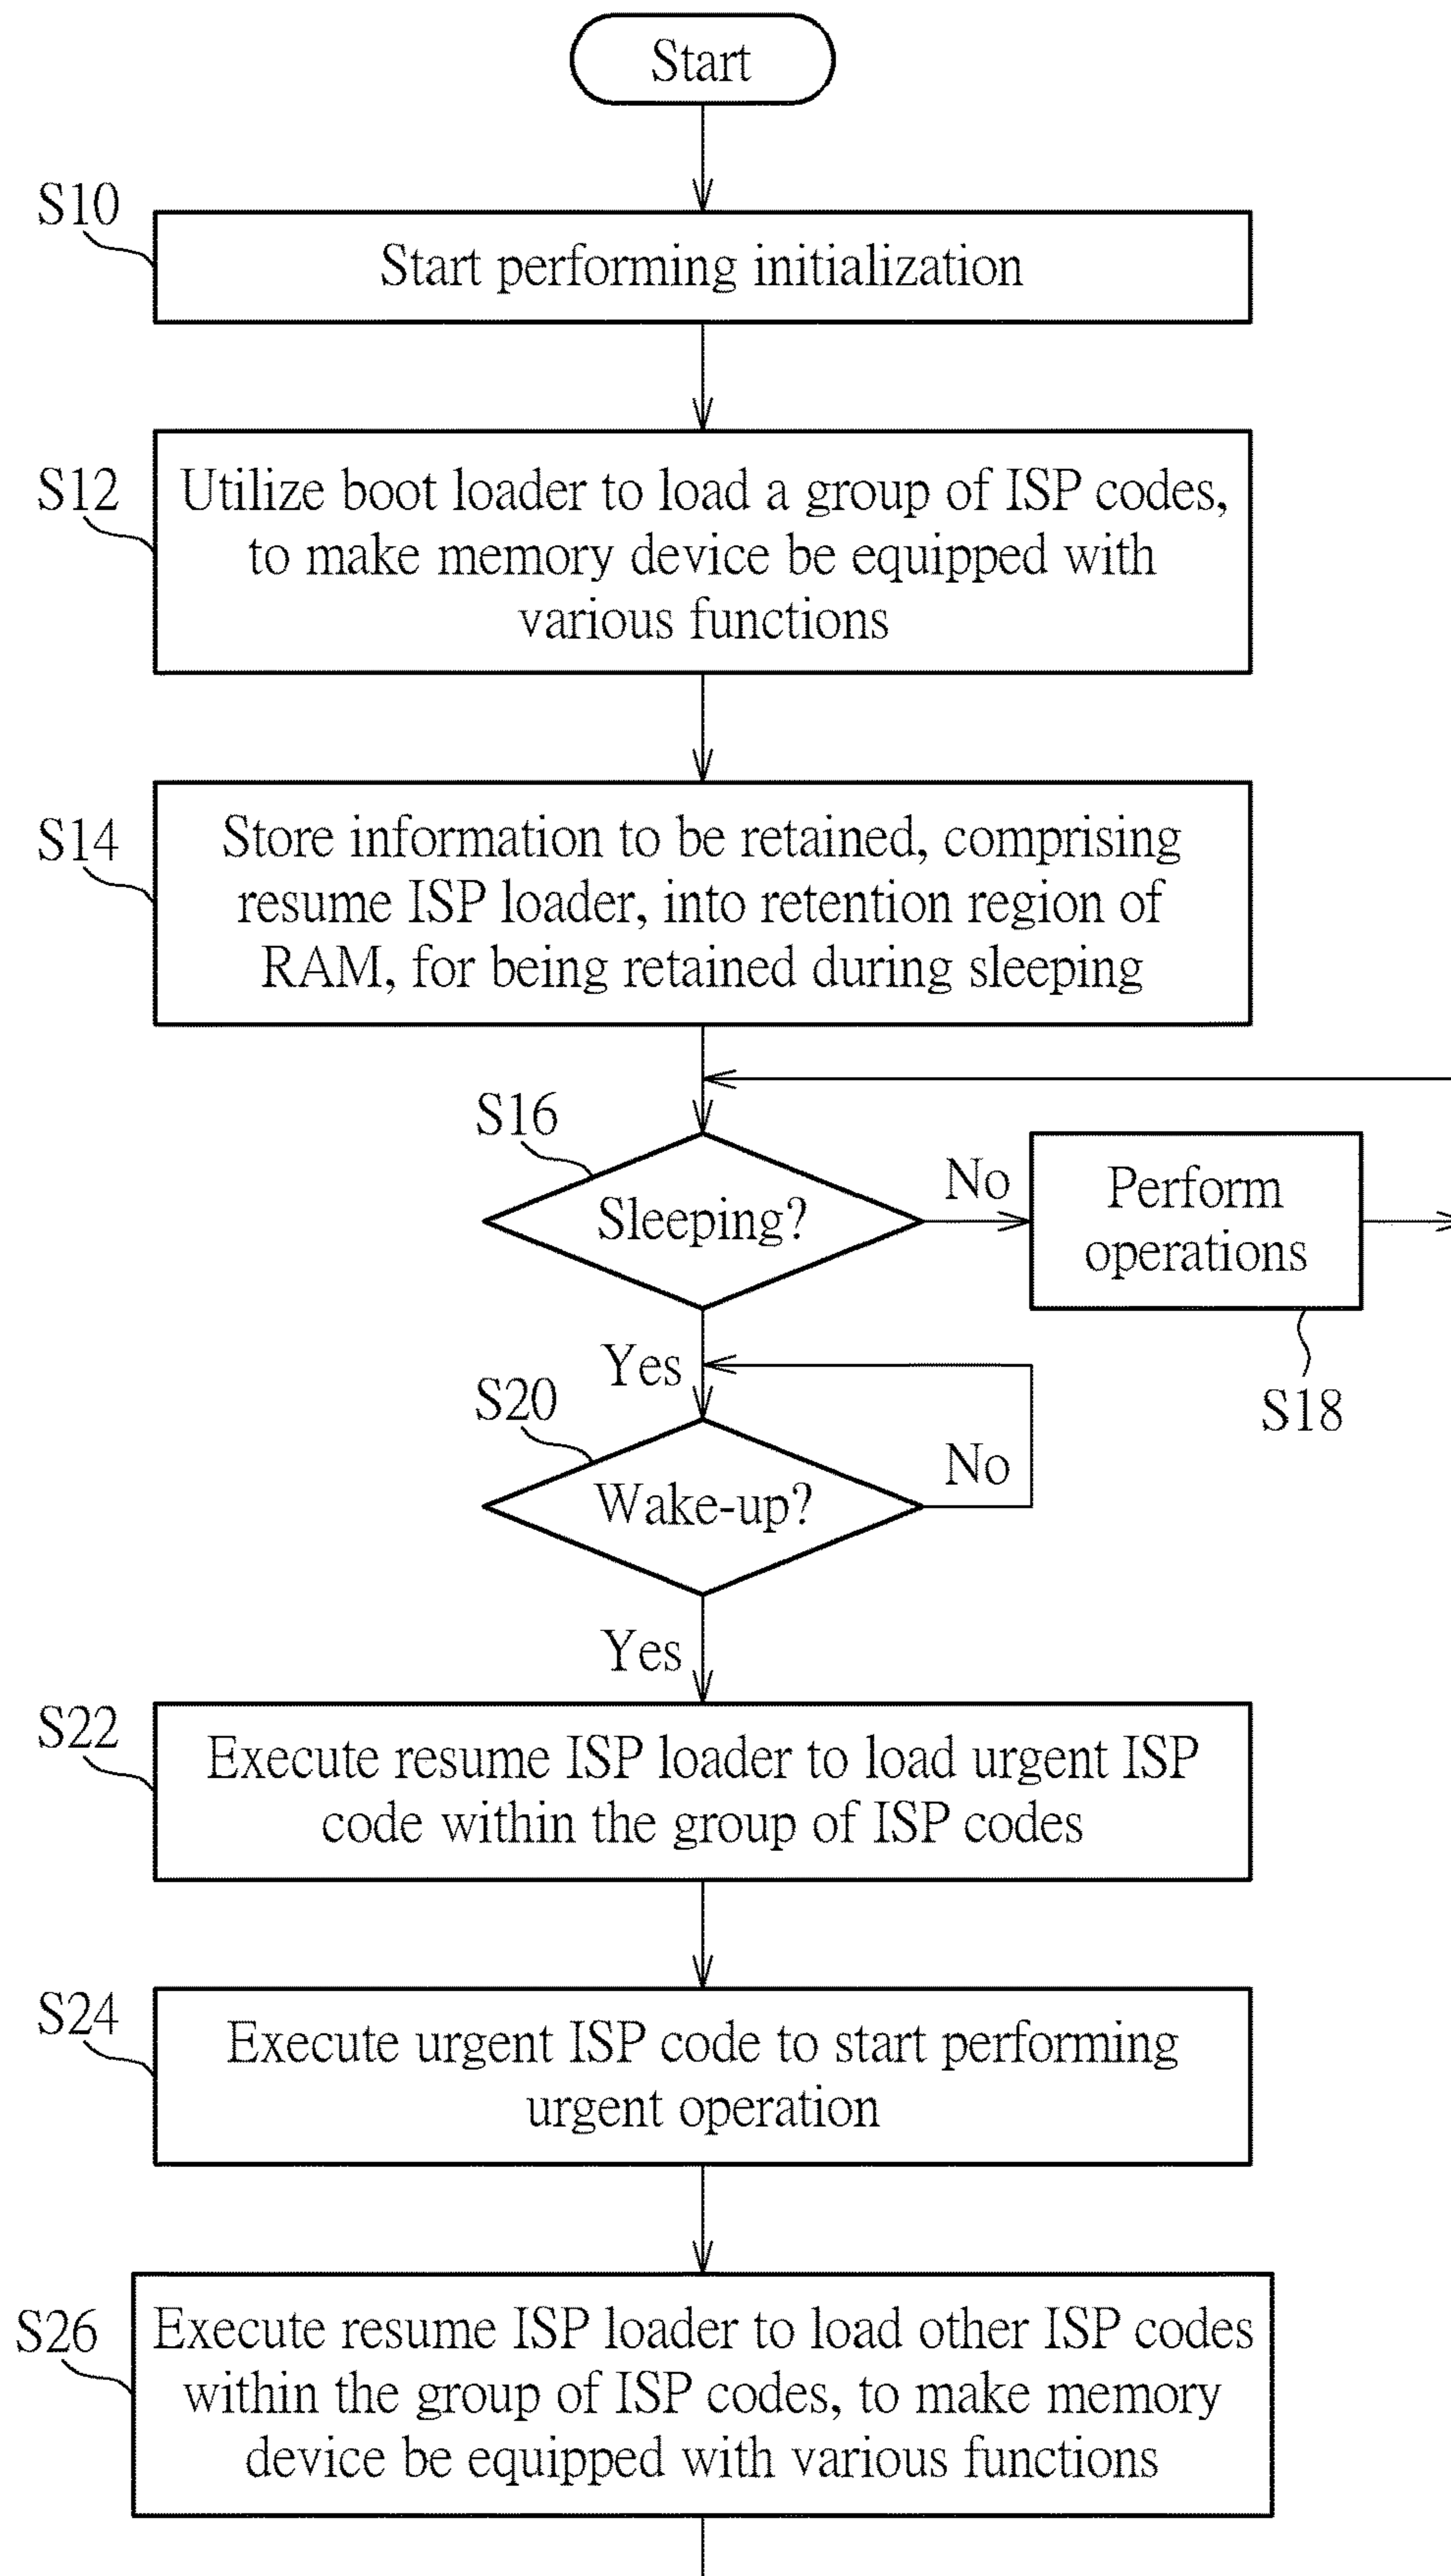 Start
S10
Start performing initialization
S12
Utilize boot loader to load a group of ISP codes,
to make memory device be equipped with
various functions
S14
Store information to be retained, comprising
resume ISP loader, into retention region of
RAM, for being retained during sleeping
S16
Sleeping?
No
Perform
operations
S18
Yes
S20
Wake-up?
No
Yes
S22
Execute resume ISP loader to load urgent ISP
code within the group of ISP codes
S24
Execute urgent ISP code to start performing
urgent operation
S26
Execute resume ISP loader to load other ISP codes
within the group of ISP codes, to make memory
device be equipped with various functions